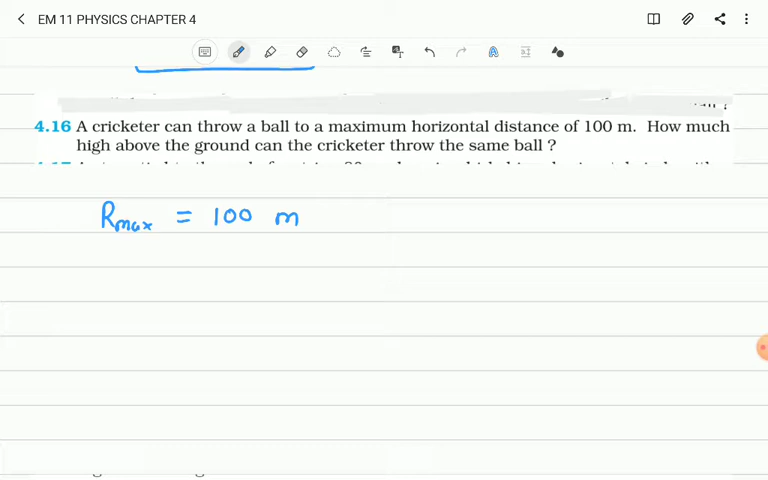 EM 11 PHYSICS CHAPTER 4
4.16 A cricketer can throw a ball to a maximum horizontal distance of 100 m. How much
high above the ground can the cricketer throw the same ball ?
Rmax = 100 m